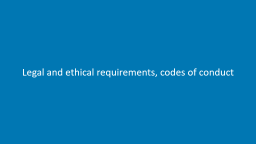 Legal and ethical requirements, codes of conduct